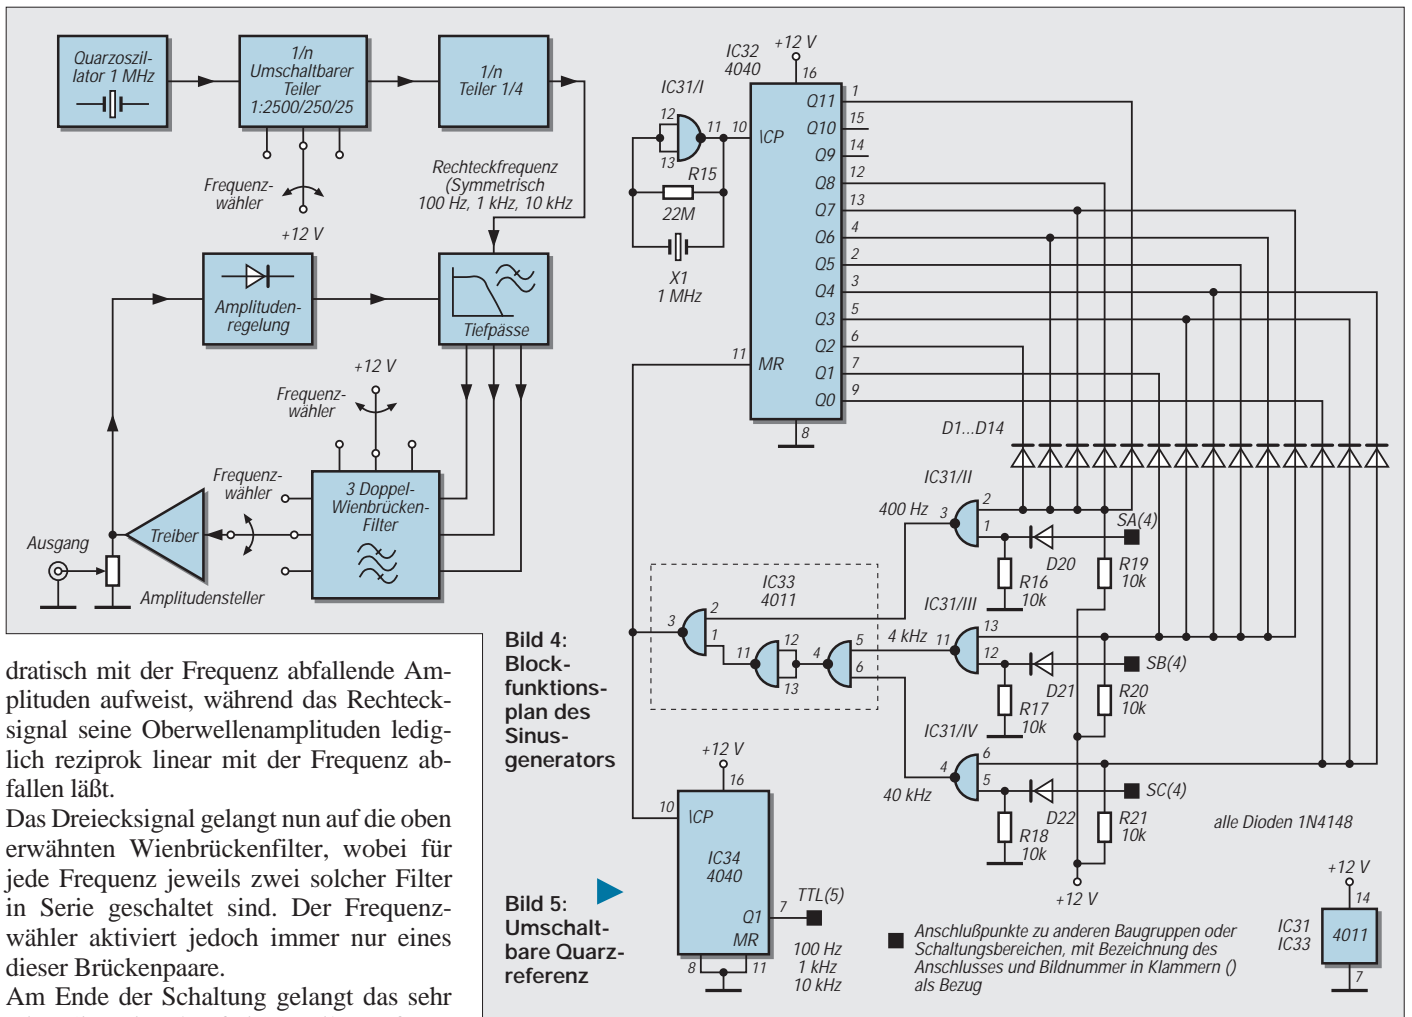 Quarzoszil-
lator 1 MHz
1/n
Umschaltbarer
Teiler
1:2500/250/25
1/n
Teiler 1/4
Frequenz-
wähler
+12 V
Rechteckfrequenz
(Symmetrisch
100 Hz, 1 kHz, 10 kHz
Amplituden-
regelung
Tiefpässe
+12 V
Frequenz-
wähler
Frequenz-
wähler
3 Doppel-
Wienbrücken-
Filter
Treiber
Ausgang
Amplitudensteller
Bild 4:
Block-
funktions-
plan des
Sinus-
generators
dratisch mit der Frequenz abfallende Am-
plituden aufweist, während das Rechteck-
signal seine Oberwellenamplituden ledig-
lich reziprok linear mit der Frequenz ab-
fallen läßt.
Das Dreiecksignal gelangt nun auf die oben
erwähnten Wienbrückenfilter, wobei für
jede Frequenz jeweils zwei solcher Filter
in Serie geschaltet sind. Der Frequenz-
wähler aktiviert jedoch immer nur eines
dieser Brückenpaare.
Am Ende der Schaltung gelangt das sehr
Bild 5:
Umschalt-
bare Quarz-
referenz
IC32
4040
+12 V
16
IC31/I
12
13
11
10
\CP
R15
22M
X1
1 MHz
11
MR
8
Q11 1
Q10 15
Q9 14
Q8 12
Q7 13
Q6 4
Q5 2
Q4 3
Q3 5
Q2 6
Q1 7
Q0 9
D1...D14
IC31/II
400 Hz
3
2
1
SA(4)
D20
R16
10k
R19
10k
IC33
4011
3
2
1
11
12
13
4
5
6
IC31/III
4 kHz
11
13
12
SB(4)
D21
R17
10k
R20
10k
IC31/IV
40 kHz
4
6
5
SC(4)
D22
R18
10k
R21
10k
+12 V
alle Dioden 1N4148
+12 V
16
10
\CP
IC34
4040
Q1
7
TTL(5)
MR
8
11
100 Hz
1 kHz
10 kHz
Anschlußpunkte zu anderen Baugruppen oder
Schaltungsbereichen, mit Bezeichnung des
Anschlusses und Bildnummer in Klammern ()
als Bezug
+12 V
14
IC31
IC33
4011
7